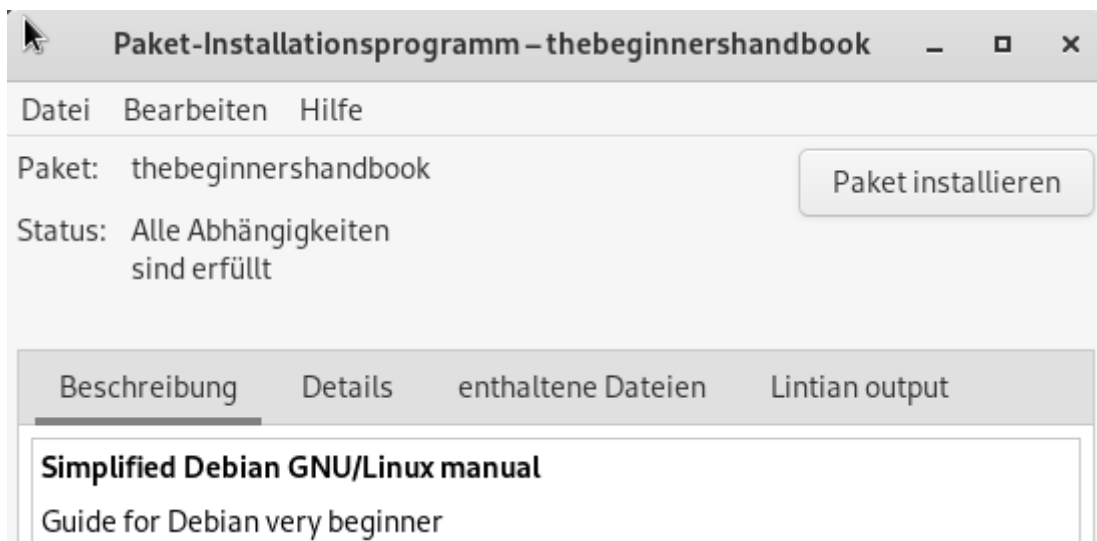 Paket-Installationsprogramm – thebeginnershandbook
Datei Bearbeiten Hilfe
Paket: thebeginnershandbook
Paket installieren
Status: Alle Abhängigkeiten
sind erfüllt
Beschreibung Details enthaltene Dateien Lintian output
Simplified Debian GNU/Linux manual
Guide for Debian very beginner